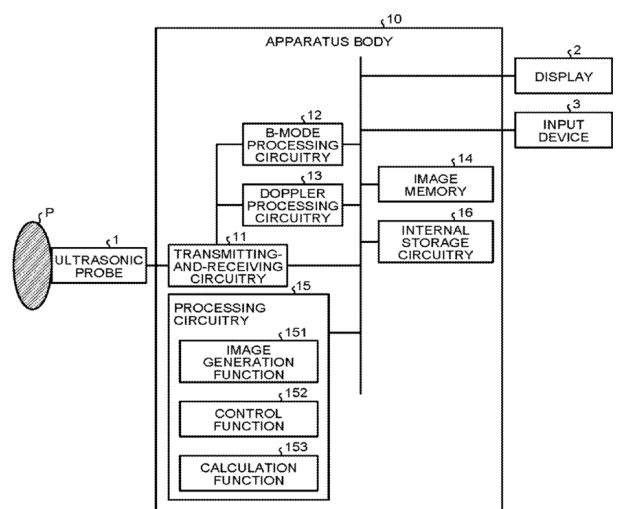 10
APPARATUS BODY
2
DISPLAY
3
INPUT
DEVICE
12
B-MODE
PROCESSING
CIRCUITRY
13
DOPPLER
PROCESSING
CIRCUITRY
14
IMAGE
MEMORY
16
INTERNAL
STORAGE
CIRCUITRY
P
1
ULTRASONIC
PROBE
11
TRANSMITTING-
AND-RECEIVING
CIRCUITRY
15
PROCESSING
CIRCUITRY
151
IMAGE
GENERATION
FUNCTION
152
CONTROL
FUNCTION
153
CALCULATION
FUNCTION